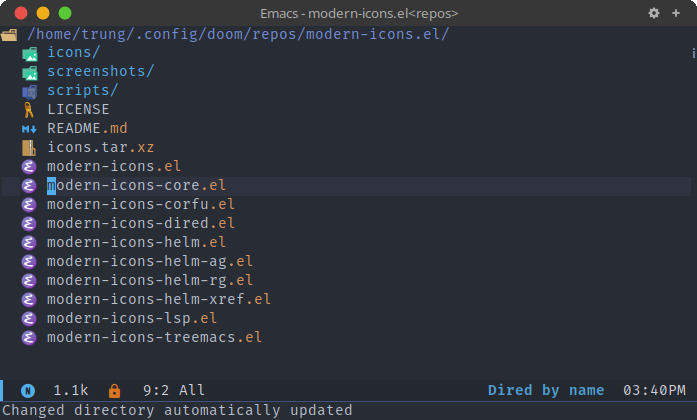 Emacs - modern-icons.el<repos>
/home/trung/.config/doom/repos/modern-icons.el/
icons/
screenshots/
scripts/
LICENSE
README.md
icons.tar.xz
modern-icons.el
modern-icons-core.el
modern-icons-corfu.el
modern-icons-dired.el
modern-icons-helm.el
modern-icons-helm-ag.el
modern-icons-helm-rg.el
modern-icons-helm-xref.el
modern-icons-lsp.el
modern-icons-treemacs.el
N 1.1k 9:2 All Dired by name 03:40PM
Changed directory automatically updated